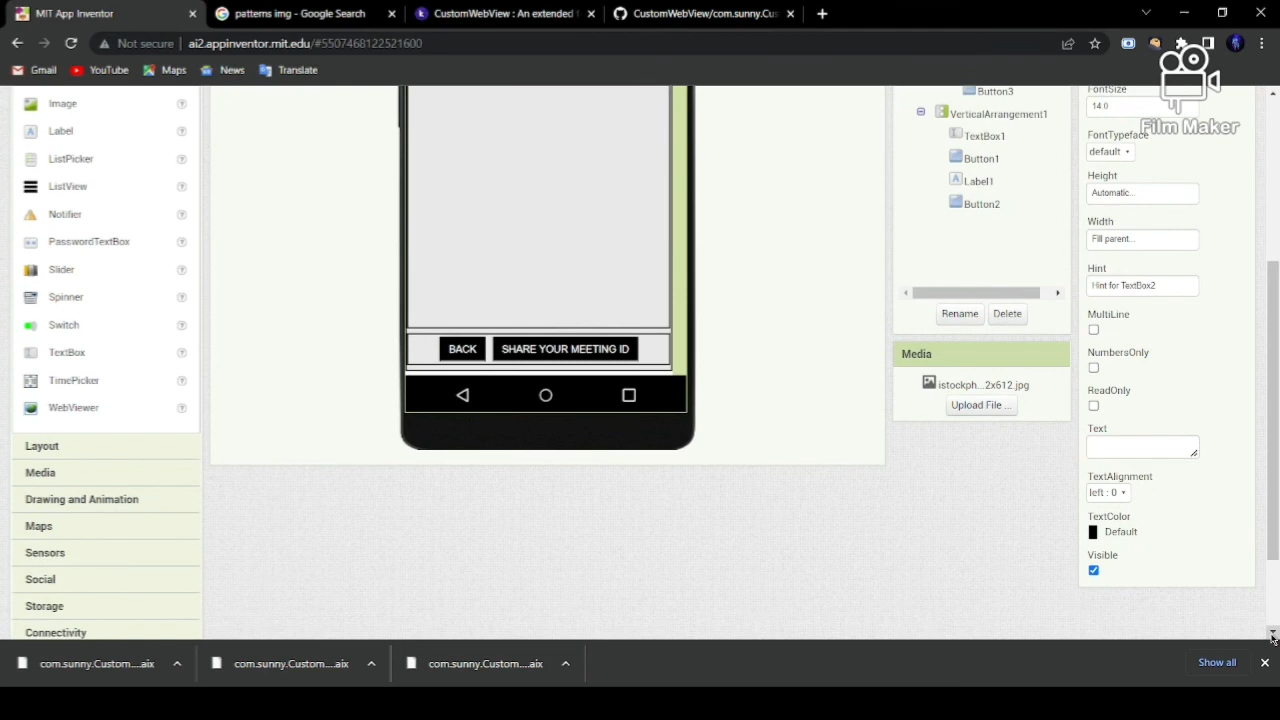 MIT App Inventor
patterns img - Google Search
CustomWebView : An extended f
CustomWebView/com.sunny.Cus
Not secure
ai2.appinventor.mit.edu/#5507468122521600
Gmail
YouTube
Maps
News
Translate
Film Maker
Image
Label
ListPicker
ListView
Notifier
PasswordTextBox
Slider
Spinner
Switch
TextBox
TimePicker
WebViewer
Layout
Media
Drawing and Animation
Maps
Sensors
Social
Storage
Connectivity
BACK
SHARE YOUR MEETING ID
Button3
VerticalArrangement1
TextBox1
Button1
Label1
Button2
Rename
Delete
Media
istockph...2x612.jpg
Upload File ...
FontSize
14.0
FontTypeface
default
Height
Automatic...
Width
Fill parent...
Hint
Hint for TextBox2
MultiLine
NumbersOnly
ReadOnly
Text
TextAlignment
left : 0
TextColor
Default
Visible
com.sunny.Custom....aix
com.sunny.Custom....aix
com.sunny.Custom....aix
Show all